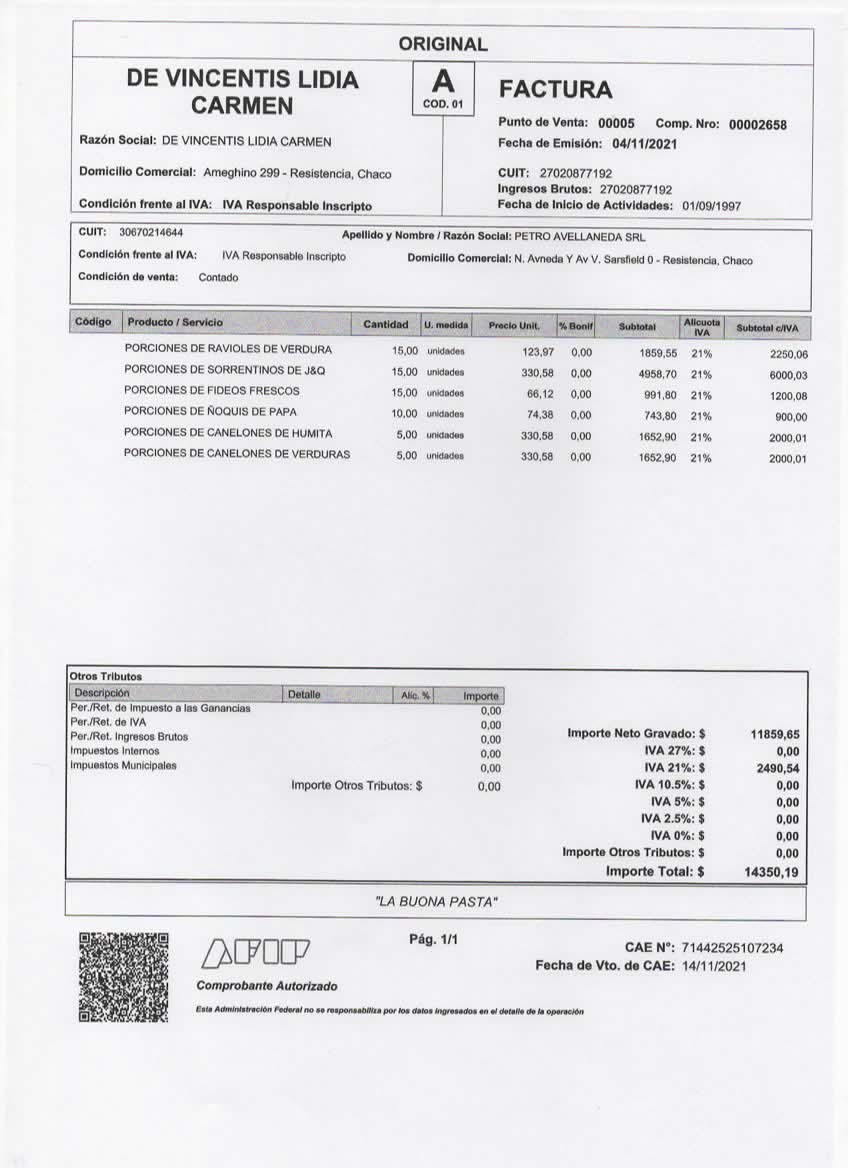 ORIGINAL
DE VINCENTIS LIDIA
CARMEN
A
COD. 01
FACTURA
Punto de Venta: 00005 Comp. Nro: 00002658
Fecha de Emisión: 04/11/2021
Razón Social: DE VINCENTIS LIDIA CARMEN
Domicilio Comercial: Ameghino 299 - Resistencia, Chaco
Condición frente al IVA: IVA Responsable Inscripto
CUIT: 27020877192
Ingresos Brutos: 27020877192
Fecha de Inicio de Actividades: 01/09/1997
CUIT: 30670214644 Apellido y Nombre / Razón Social: PETRO AVELLANEDA SRL
Condición frente al IVA: IVA Responsable Inscripto Domicilio Comercial: N. Avneda Y Av V. Sarsfield 0 - Resistencia, Chaco
Condición de venta: Contado
Código Producto / Servicio Cantidad U. medida Precio Unit. % Bonif Subtotal Alicuota IVA Subtotal c/IVA
PORCIONES DE RAVIOLES DE VERDURA 15,00 unidades 123,97 0,00 1859,55 21% 2250,06
PORCIONES DE SORRENTINOS DE J&Q 15,00 unidades 330,58 0,00 4958,70 21% 6000,03
PORCIONES DE FIDEOS FRESCOS 15,00 unidades 66,12 0,00 991,80 21% 1200,08
PORCIONES DE ÑOQUIS DE PAPA 10,00 unidades 74,38 0,00 743,80 21% 900,00
PORCIONES DE CANELONES DE HUMITA 5,00 unidades 330,58 0,00 1652,90 21% 2000,01
PORCIONES DE CANELONES DE VERDURAS 5,00 unidades 330,58 0,00 1652,90 21% 2000,01
Otros Tributos
Descripción Detalle Alíc. % Importe
Per./Ret. de Impuesto a las Ganancias 0,00
Per./Ret. de IVA 0,00
Per./Ret. Ingresos Brutos 0,00
Impuestos Internos 0,00
Impuestos Municipales 0,00
Importe Otros Tributos: $ 0,00
Importe Neto Gravado: $ 11859,65
IVA 27%: $ 0,00
IVA 21%: $ 2490,54
IVA 10.5%: $ 0,00
IVA 5%: $ 0,00
IVA 2.5%: $ 0,00
IVA 0%: $ 0,00
Importe Otros Tributos: $ 0,00
Importe Total: $ 14350,19
"LA BUONA PASTA"
AFIP
Comprobante Autorizado
Pág. 1/1
CAE N°: 71442525107234
Fecha de Vto. de CAE: 14/11/2021
Esta Administración Federal no se responsabiliza por los datos ingresados en el detalle de la operación